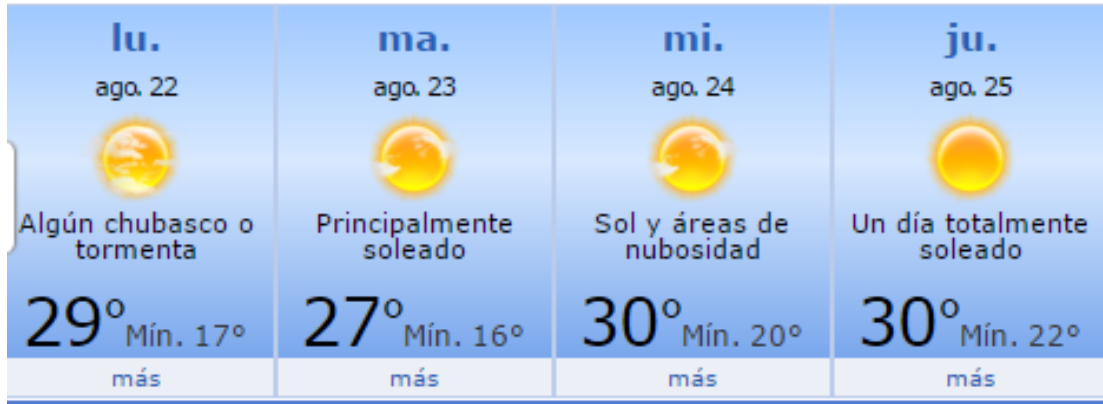 lu.
ago. 22
Algún chubasco o
tormenta
29° Mín. 17°
más
ma.
ago. 23
Principalmente
soleado
27° Mín. 16°
más
mi.
ago. 24
Sol y áreas de
nubosidad
30° Mín. 20°
más
ju.
ago. 25
Un día totalmente
soleado
30° Mín. 22°
más